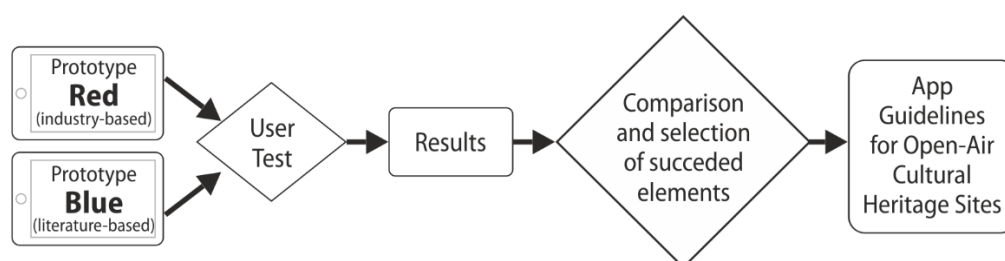 Prototype
Red
(industry-based)
Prototype
Blue
(literature-based)
User
Test
Results
Comparison
and selection
of succeded
elements
App
Guidelines
for Open-Air
Cultural
Heritage Sites